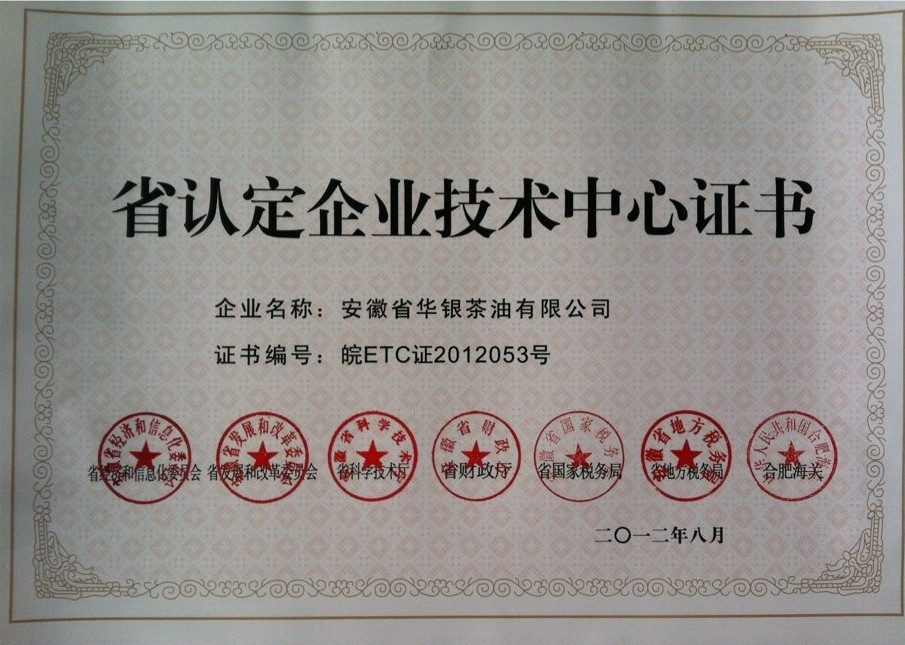 省认定企业技术中心证书
企业名称：安徽省华银茶油有限公司
证书编号：皖ETC证2012053号
省经济和信息化委员会 省发展和改革委员会 省科学技术厅 省财政厅 省国家税务局 省地方税务局 合肥海关
二〇一二年八月